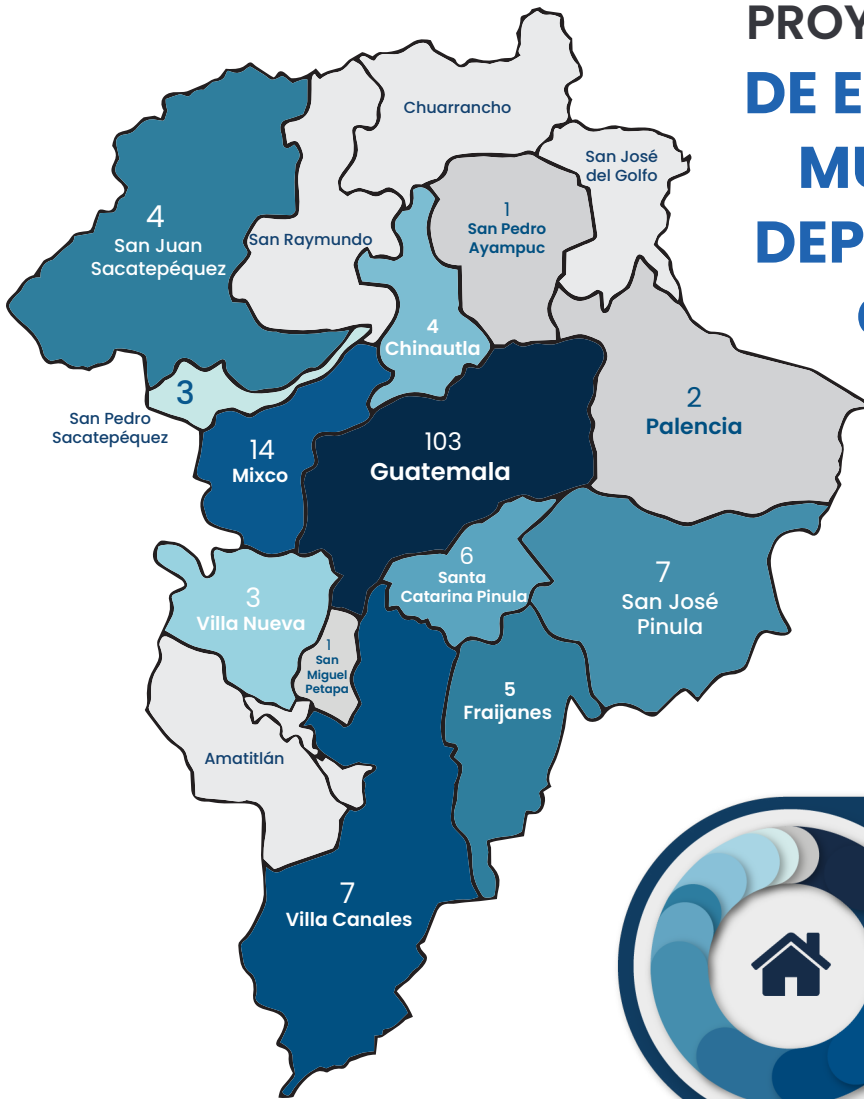 PROY
DE E
MU
DEP
Chuarrancho
San José
del Golfo
1
San Pedro
Ayampuc
4
San Juan
Sacatepéquez
San Raymundo
4
Chinautla
3
San Pedro
Sacatepéquez
2
Palencia
14
Mixco
103
Guatemala
6
Santa
Catarina Pinula
7
San José
Pinula
3
Villa Nueva
1
San
Miguel
Petapa
5
Fraijanes
Amatitlán
7
Villa Canales